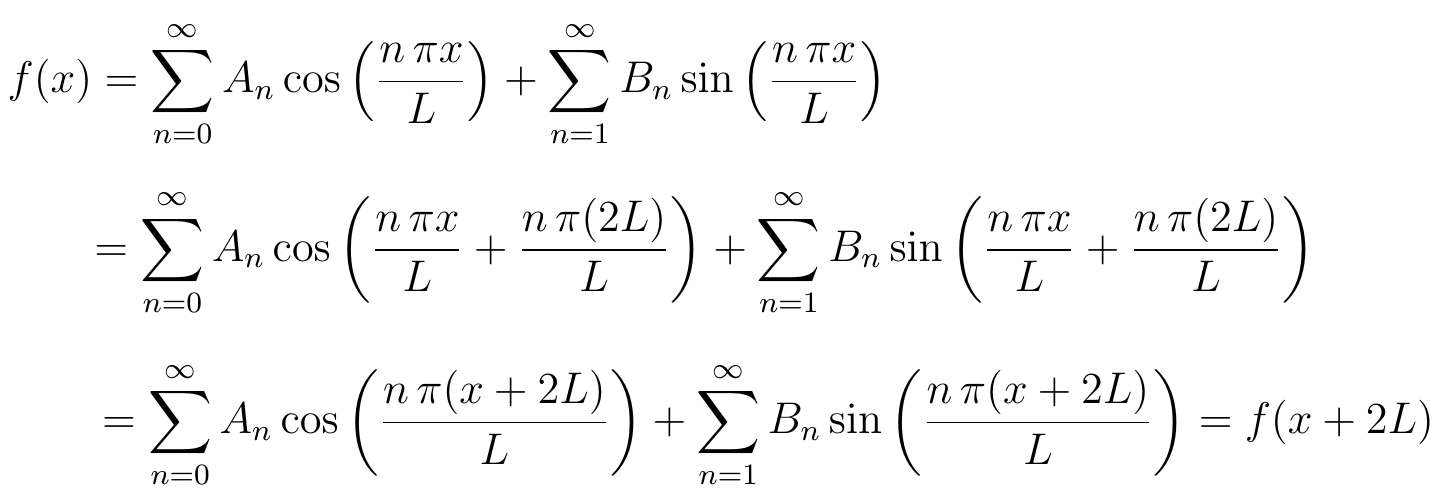 f(x) = \sum_{n=0}^{\infty} A_n \cos\left(\frac{n\,\pi x}{L}\right) + \sum_{n=1}^{\infty} B_n \sin\left(\frac{n\,\pi x}{L}\right)
= \sum_{n=0}^{\infty} A_n \cos\left(\frac{n\,\pi x}{L} + \frac{n\,\pi(2L)}{L}\right) + \sum_{n=1}^{\infty} B_n \sin\left(\frac{n\,\pi x}{L} + \frac{n\,\pi(2L)}{L}\right)
= \sum_{n=0}^{\infty} A_n \cos\left(\frac{n\,\pi(x + 2L)}{L}\right) + \sum_{n=1}^{\infty} B_n \sin\left(\frac{n\,\pi(x + 2L)}{L}\right) = f(x + 2L)